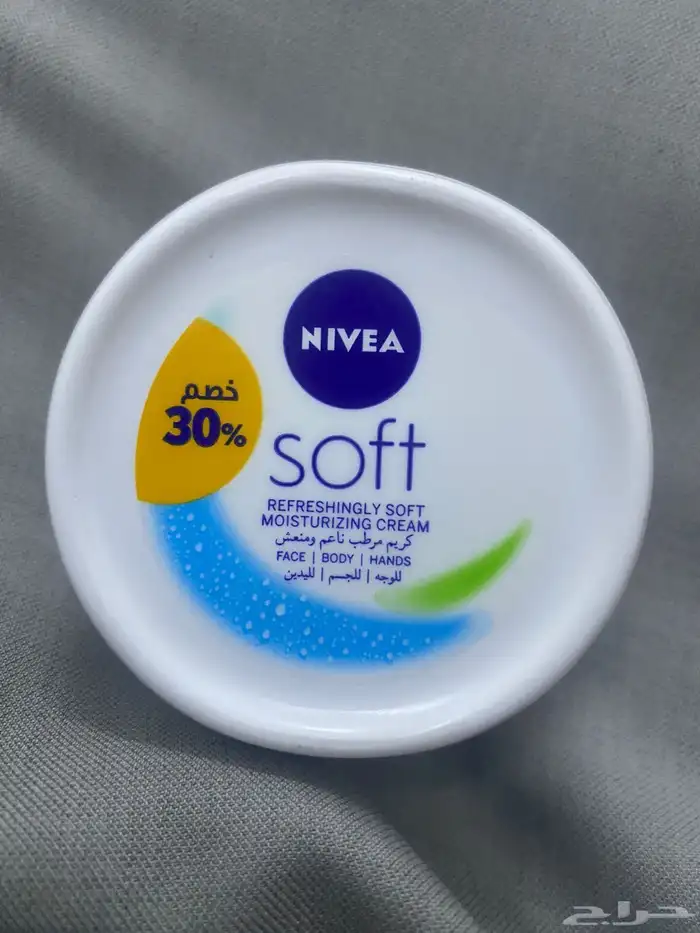 NIVEA
خصم
30%
soft
REFRESHINGLY SOFT
MOISTURIZING CREAM
كريم مرطب ناعم ومنعش
FACE | BODY | HANDS
للوجه | للجسم | لليدين
حراج